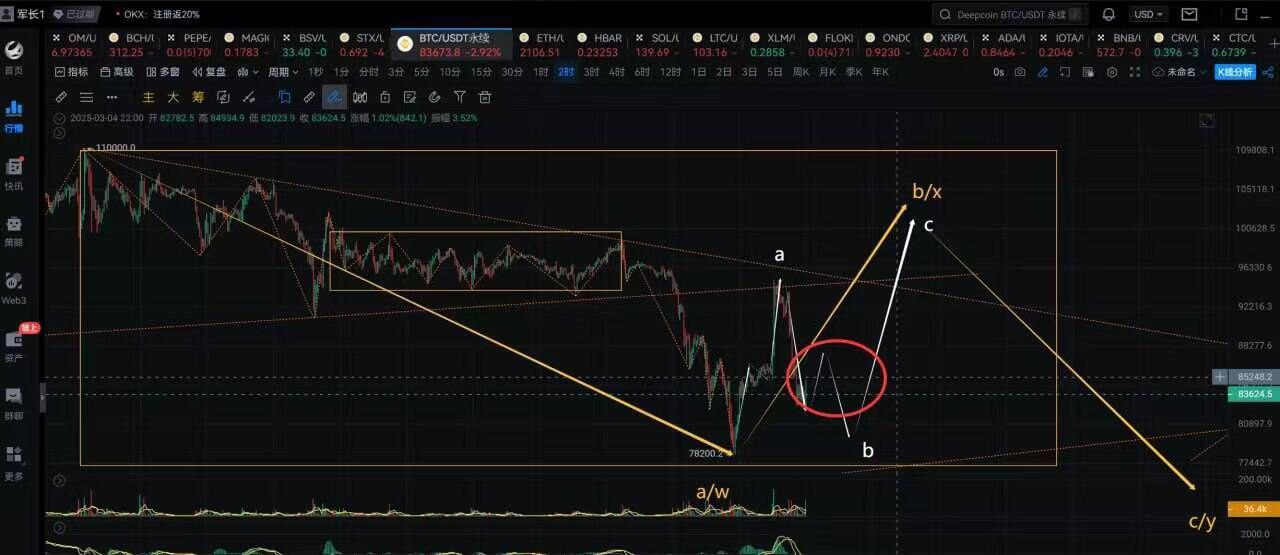 军长1 已过期 OKX：注册返20% Deepcoin BTC/USDT 永续 / USD
OM/U BCH/U PEPE/ MAGI BSV/U STX/U BTC/USDT永续 ETH/U HBAR SOL/U LTC/U XLM/U FLOKI ONDO XRP/U ADA/U IOTA/ BNB/U CRV/U CTC/U
6.97365 312.25 - 0.0{5}70 0.1783 - 33.40 -0 0.692 -4 83673.8 -2.92% 2106.51 0.23253 139.69 - 103.16 - 0.2858 - 0.0{4}71 0.9230 - 2.4047 0 0.8464 - 0.2046 - 572.7 -0 0.396 -3 0.6739 -
指标 高级 多窗 复盘 周期 1秒 1分 分时 3分 5分 10分 15分 30分 1时 2时 3时 4时 6时 12时 1日 2日 3日 5日 周K 月K 季K 年K 0s 未命名 K线分析
主 大 筹
2025-03-04 22:00 开 82782.5 高 84934.9 低 82023.9 收 83624.5 涨幅 1.02%(842.1) 振幅 3.52%
首页
行情
快讯
策略
Web3
链上
资产
群聊
更多
110000.0
109808.1
105118.1
100628.5
96330.6
92216.3
88277.6
85248.2
83624.5
80897.9
77442.7
200.00k
36.4k
2000.0
0.0
b/x
c
a
b
78200.2
a/w
c/y